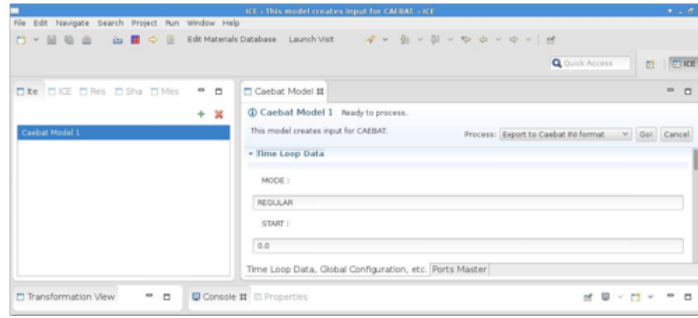 ICE - This model creates input for CAEBAT. - ICE
File Edit Navigate Search Project Run Window Help
Edit Materials Database Launch VisIt
Quick Access
ICE
Ite ICE Res Sha Mes
Caebat Model
Caebat Model 1
Caebat Model 1 Ready to process.
This model creates input for CAEBAT.
Process: Export to Caebat INI format Go! Cancel
Time Loop Data
MODE :
REGULAR
START :
0.0
Time Loop Data, Global Configuration, etc. Ports Master
Transformation View
Console Properties